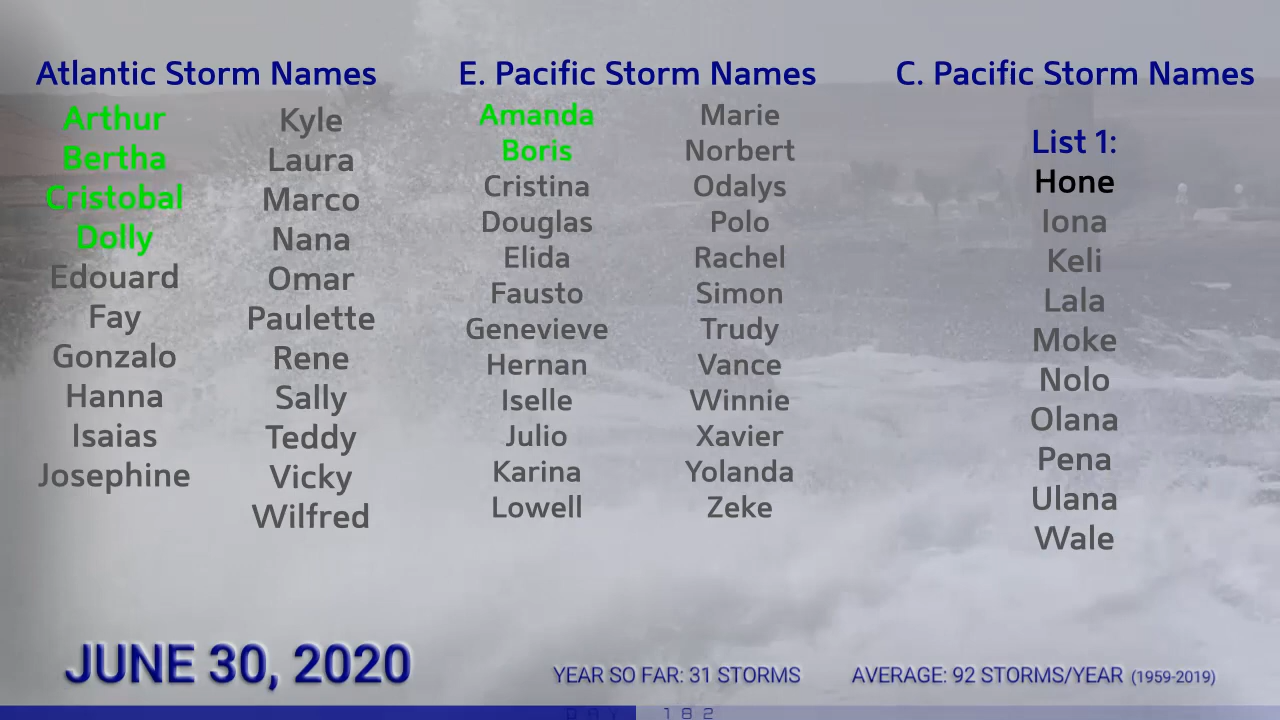 Atlantic Storm Names
Arthur
Bertha
Cristobal
Dolly
Edouard
Fay
Gonzalo
Hanna
Isaias
Josephine
Kyle
Laura
Marco
Nana
Omar
Paulette
Rene
Sally
Teddy
Vicky
Wilfred
E. Pacific Storm Names
Amanda
Boris
Cristina
Douglas
Elida
Fausto
Genevieve
Hernan
Iselle
Julio
Karina
Lowell
Marie
Norbert
Odalys
Polo
Rachel
Simon
Trudy
Vance
Winnie
Xavier
Yolanda
Zeke
C. Pacific Storm Names
List 1:
Hone
Iona
Keli
Lala
Moke
Nolo
Olana
Pena
Ulana
Wale
JUNE 30, 2020
YEAR SO FAR: 31 STORMS
AVERAGE: 92 STORMS/YEAR (1959-2019)
DAY 182